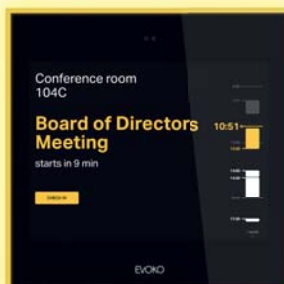 Conference room
104C
Board of Directors
Meeting
10:51
starts in 9 min
CHECK IN
EVOKO